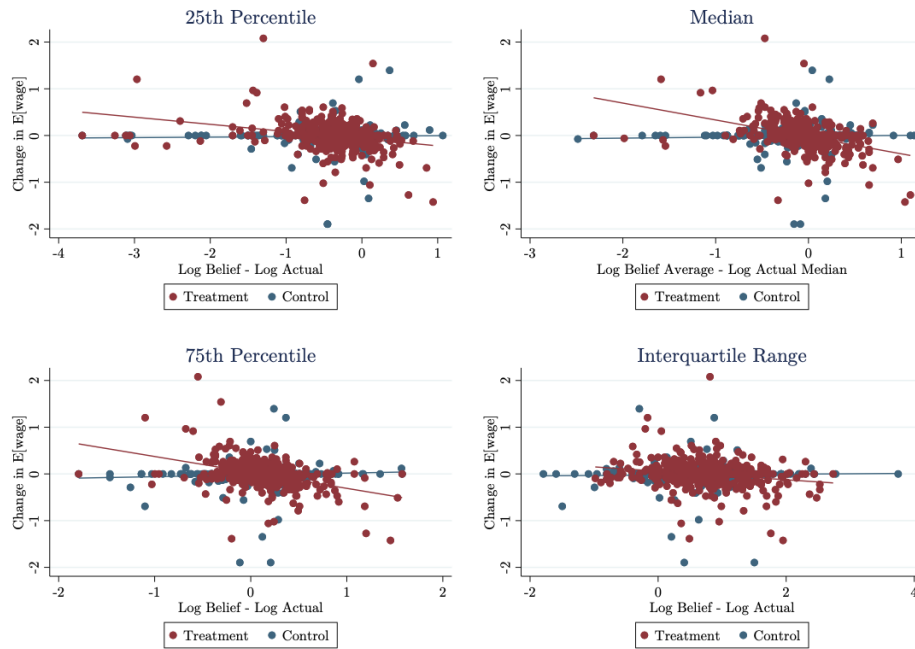 25th Percentile
Change in E[wage]
-2 -1 0 1 2
-4 -3 -2 -1 0 1
Log Belief - Log Actual
Treatment Control
Median
Change in E[wage]
-2 -1 0 1 2
-3 -2 -1 0 1
Log Belief Average - Log Actual Median
Treatment Control
75th Percentile
Change in E[wage]
-2 -1 0 1 2
-2 -1 0 1 2
Log Belief - Log Actual
Treatment Control
Interquartile Range
Change in E[wage]
-2 -1 0 1 2
-2 0 2 4
Log Belief - Log Actual
Treatment Control